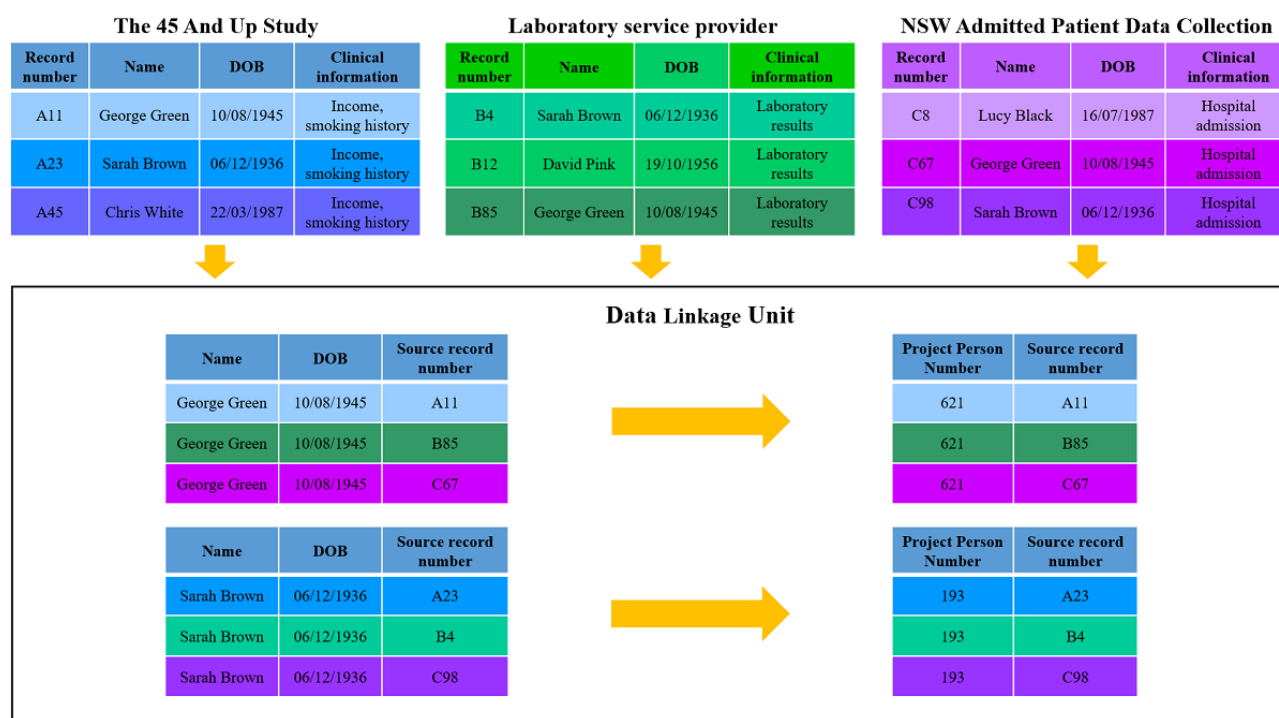 The 45 And Up Study
Laboratory service provider
NSW Admitted Patient Data Collection
Record number Name DOB Clinical information
A11 George Green 10/08/1945 Income, smoking history
A23 Sarah Brown 06/12/1936 Income, smoking history
A45 Chris White 22/03/1987 Income, smoking history
Record number Name DOB Clinical information
B4 Sarah Brown 06/12/1936 Laboratory results
B12 David Pink 19/10/1956 Laboratory results
B85 George Green 10/08/1945 Laboratory results
Record number Name DOB Clinical information
C8 Lucy Black 16/07/1987 Hospital admission
C67 George Green 10/08/1945 Hospital admission
C98 Sarah Brown 06/12/1936 Hospital admission
Data Linkage Unit
Name DOB Source record number
George Green 10/08/1945 A11
George Green 10/08/1945 B85
George Green 10/08/1945 C67
Project Person Number Source record number
621 A11
621 B85
621 C67
Name DOB Source record number
Sarah Brown 06/12/1936 A23
Sarah Brown 06/12/1936 B4
Sarah Brown 06/12/1936 C98
Project Person Number Source record number
193 A23
193 B4
193 C98